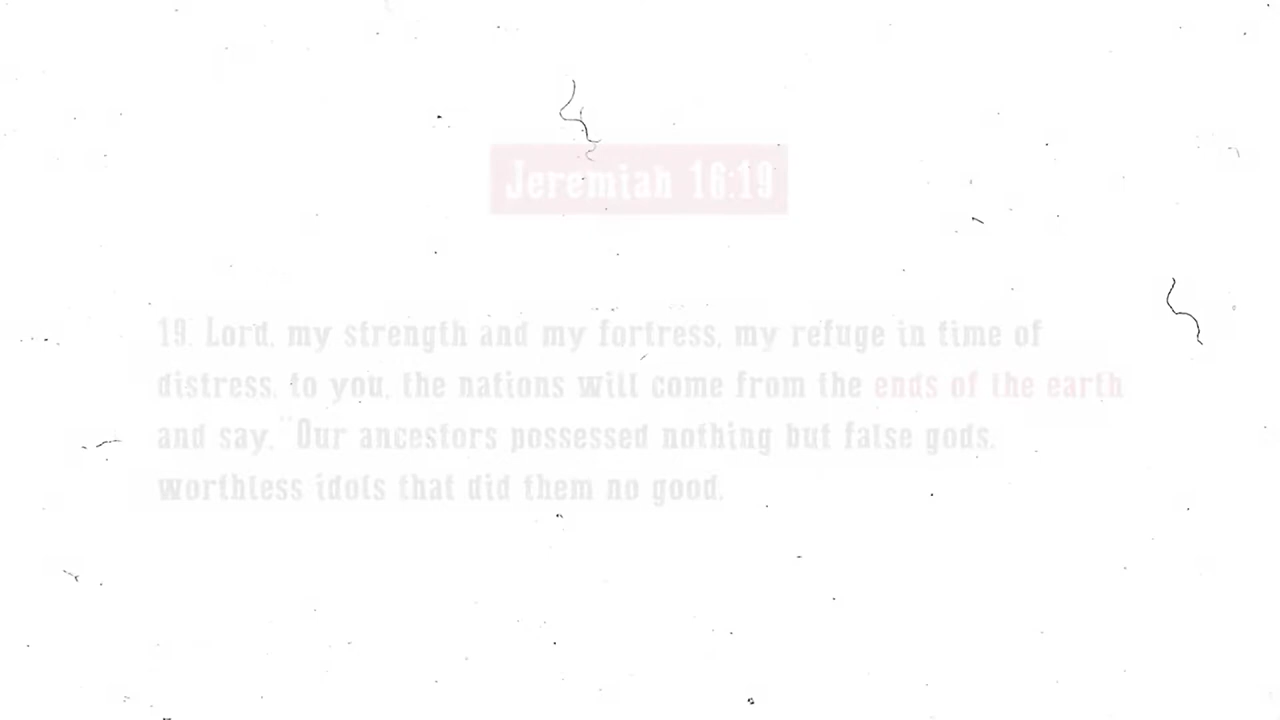 Jeremiah 16:19
19. Lord, my strength and my fortress, my refuge in time of
distress, to you, the nations will come from the ends of the earth
and say, "Our ancestors possessed nothing but false gods,
worthless idols that did them no good.